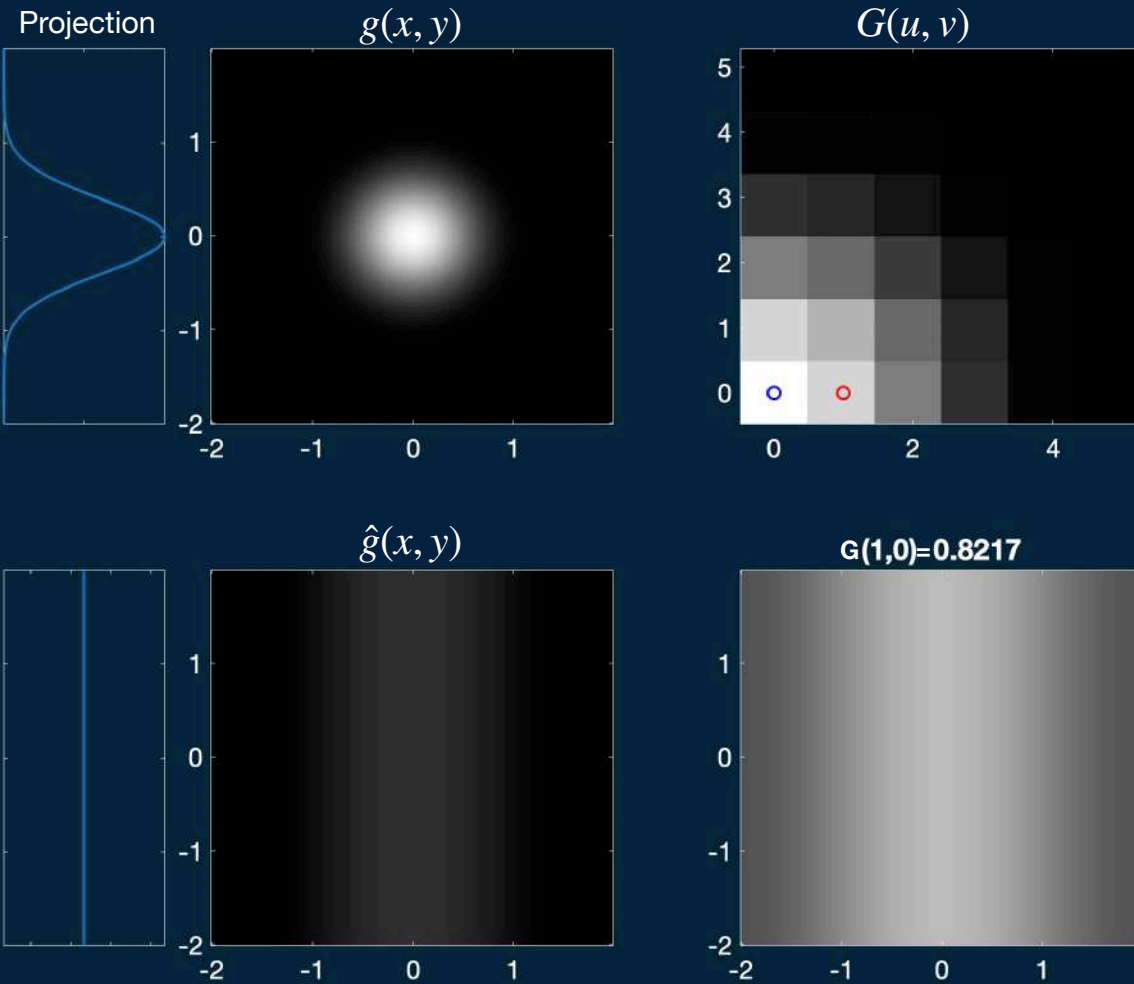 Projection
g(x, y)
G(u, v)
1
0
-1
-2
-2 -1 0 1
5
4
3
2
1
0
0 2 4
ĝ(x, y)
G(1,0)=0.8217
1
0
-1
-2
-2 -1 0 1
1
0
-1
-2
-2 -1 0 1